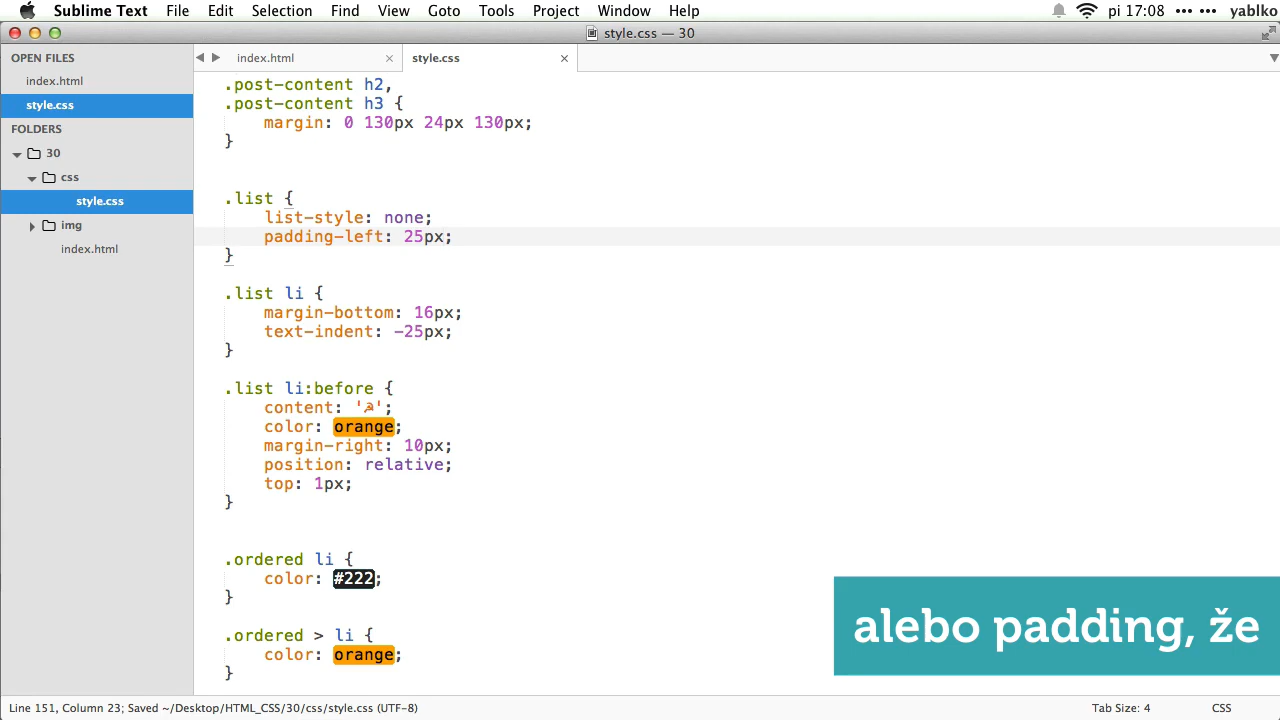 Sublime Text File Edit Selection Find View Goto Tools Project Window Help pi 17:08 ••• ••• yablko
style.css — 30
OPEN FILES
index.html
style.css
FOLDERS
30
css
style.css
img
index.html
index.html × style.css ×
.post-content h2,
.post-content h3 {
margin: 0 130px 24px 130px;
}
.list {
list-style: none;
padding-left: 25px;
}
.list li {
margin-bottom: 16px;
text-indent: -25px;
}
.list li:before {
content: '☭';
color: orange;
margin-right: 10px;
position: relative;
top: 1px;
}
.ordered li {
color: #222;
}
.ordered > li {
color: orange;
}
alebo padding, že
Line 151, Column 23; Saved ~/Desktop/HTML_CSS/30/css/style.css (UTF-8) Tab Size: 4 CSS